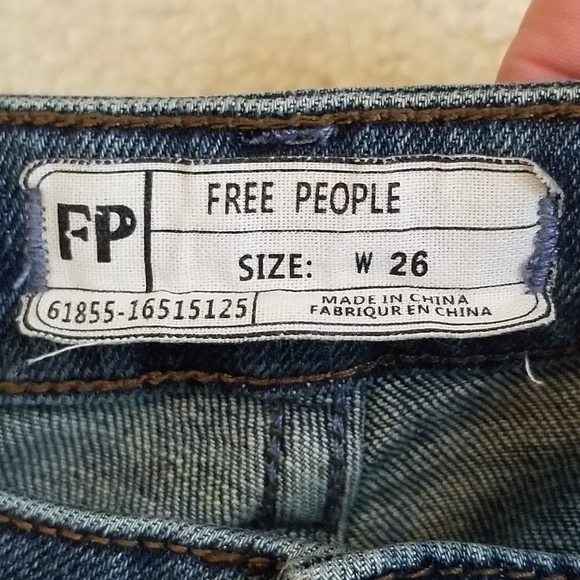 FP
FREE PEOPLE
SIZE: W 26
61855-16515125
MADE IN CHINA
FABRIQUR EN CHINA